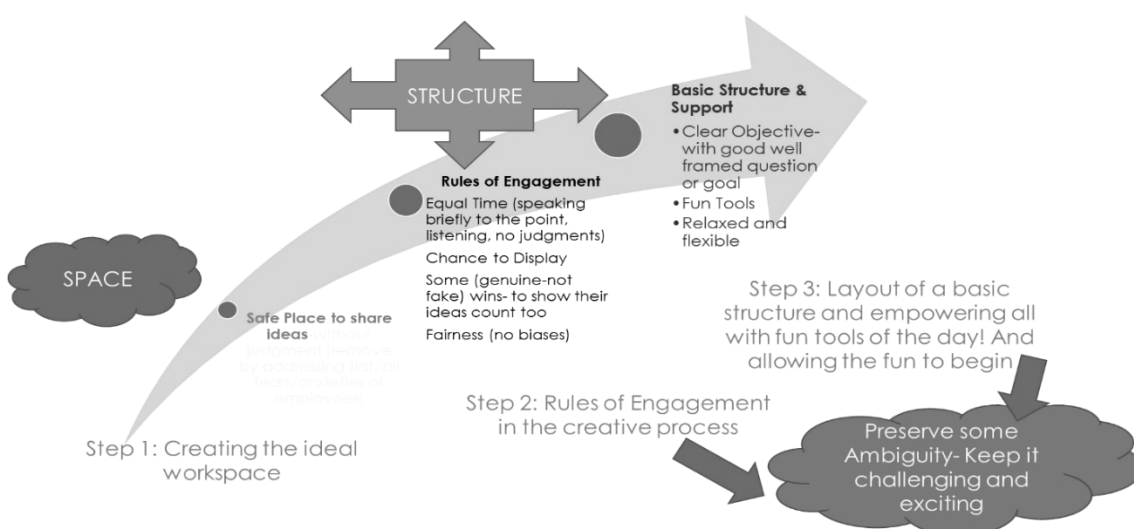 STRUCTURE
SPACE
Safe Place to share
ideas -without
judgment (remove
by addressing first, all
fears/anxieties of
employees)
Rules of Engagement
Equal Time (speaking
briefly to the point,
listening, no judgments)
Chance to Display
Some (genuine-not
fake) wins- to show their
ideas count too
Fairness (no biases)
Basic Structure &
Support
•Clear Objective-
with good well
framed question
or goal
•Fun Tools
•Relaxed and
flexible
Step 1: Creating the ideal
workspace
Step 2: Rules of Engagement
in the creative process
Step 3: Layout of a basic
structure and empowering all
with fun tools of the day! And
allowing the fun to begin
Preserve some
Ambiguity- Keep it
challenging and
exciting